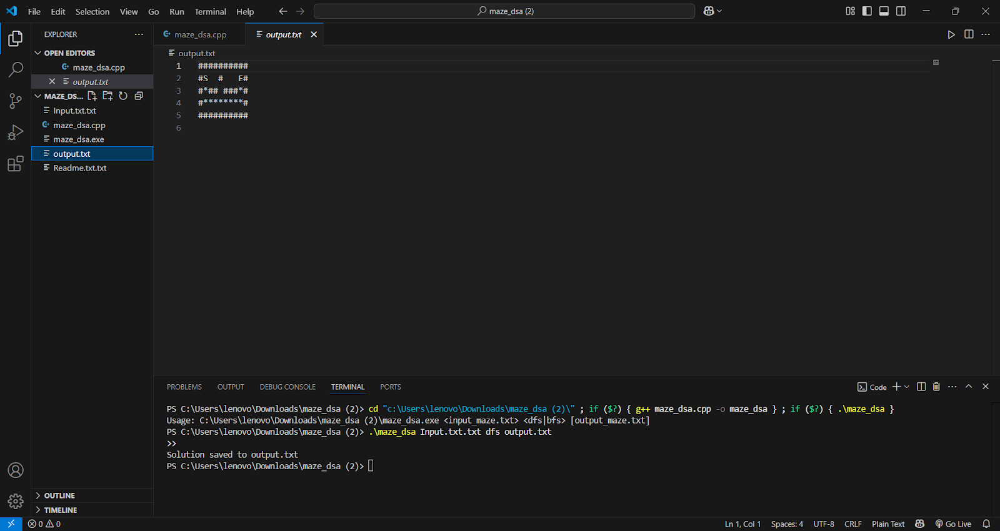 File Edit Selection View Go Run Terminal Help maze_dsa (2)
EXPLORER
OPEN EDITORS
maze_dsa.cpp
output.txt
MAZE_DS...
Input.txt.txt
maze_dsa.cpp
maze_dsa.exe
output.txt
Readme.txt.txt
OUTLINE
TIMELINE
maze_dsa.cpp output.txt
output.txt
1 ##########
2 #S  #   E#
3 #*## ###*#
4 #********#
5 ##########
6
PROBLEMS OUTPUT DEBUG CONSOLE TERMINAL PORTS Code
PS C:\Users\lenovo\Downloads\maze_dsa (2)> cd "c:\Users\lenovo\Downloads\maze_dsa (2)\" ; if ($?) { g++ maze_dsa.cpp -o maze_dsa } ; if ($?) { .\maze_dsa }
Usage: C:\Users\lenovo\Downloads\maze_dsa (2)\maze_dsa.exe <input_maze.txt> <dfs|bfs> [output_maze.txt]
PS C:\Users\lenovo\Downloads\maze_dsa (2)> .\maze_dsa Input.txt.txt dfs output.txt
>>
Solution saved to output.txt
PS C:\Users\lenovo\Downloads\maze_dsa (2)>
0 0 Ln 1, Col 1 Spaces: 4 UTF-8 CRLF Plain Text Go Live